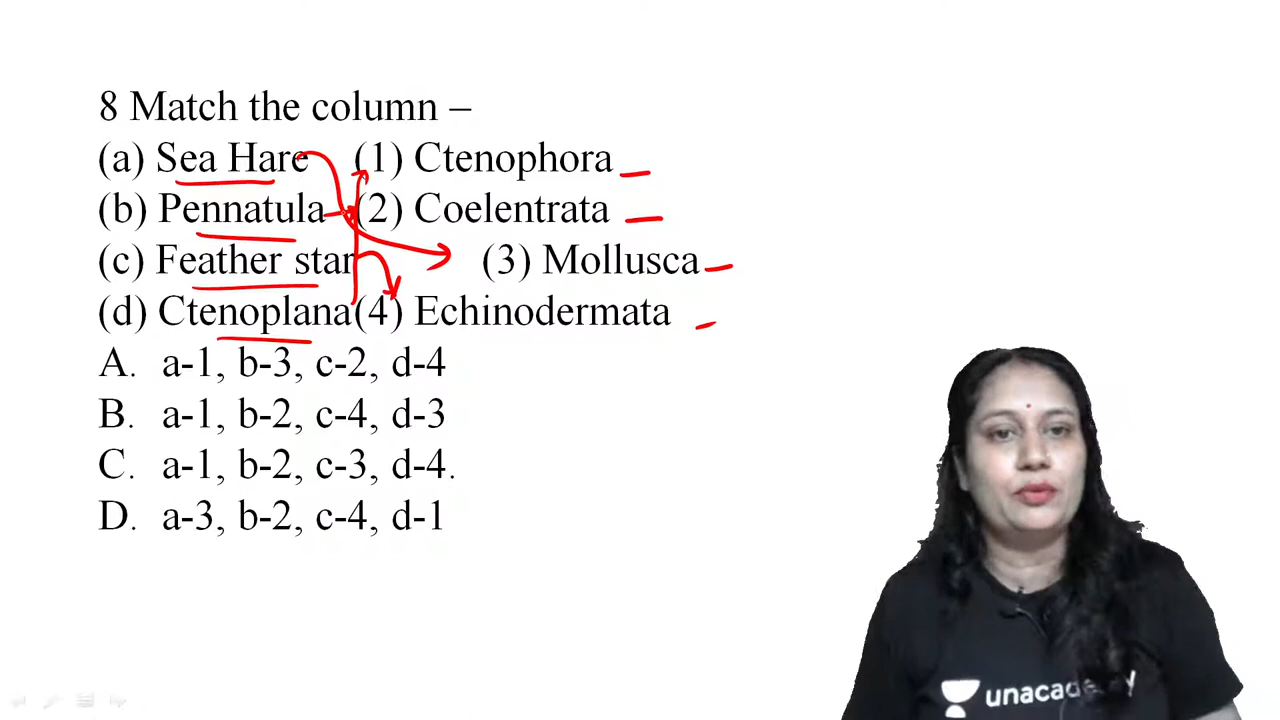 8 Match the column –
(a) Sea Hare (1) Ctenophora
(b) Pennatula (2) Coelentrata
(c) Feather star (3) Mollusca
(d) Ctenoplana (4) Echinodermata
A. a-1, b-3, c-2, d-4
B. a-1, b-2, c-4, d-3
C. a-1, b-2, c-3, d-4.
D. a-3, b-2, c-4, d-1